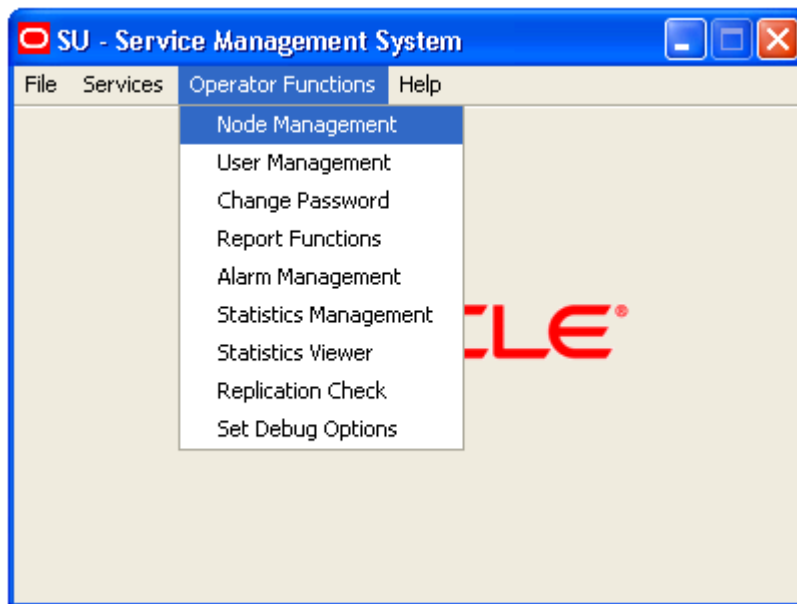 SU - Service Management System
File Services Operator Functions Help
Node Management
User Management
Change Password
Report Functions
Alarm Management
Statistics Management
Statistics Viewer
Replication Check
Set Debug Options
CLE®